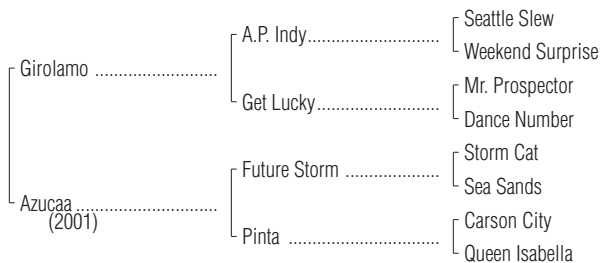 Seattle Slew
A.P. Indy..............................
Weekend Surprise
Girolamo ............................
Mr. Prospector
Get Lucky............................
Dance Number
Storm Cat
Future Storm ......................
Sea Sands
Azucaa ................................
(2001)
Carson City
Pinta ...................................
Queen Isabella